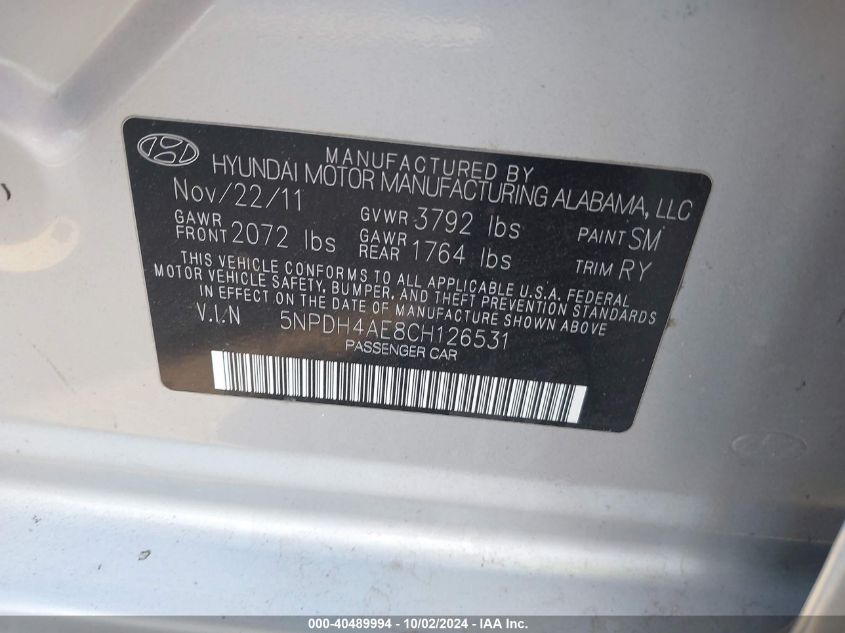 MANUFACTURED BY
HYUNDAI MOTOR MANUFACTURING ALABAMA, LLC
Nov/22/11 GVWR 3792 lbs PAINT SM
GAWR FRONT 2072 lbs GAWR REAR 1764 lbs TRIM RY
THIS VEHICLE CONFORMS TO ALL APPLICABLE U.S.A. FEDERAL
MOTOR VEHICLE SAFETY, BUMPER, AND THEFT PREVENTION STANDARDS
IN EFFECT ON THE DATE OF MANUFACTURE SHOWN ABOVE.
V.I.N 5NPDH4AE8CH126531
PASSENGER CAR
000-40489994 - 10/02/2024 - IAA Inc.